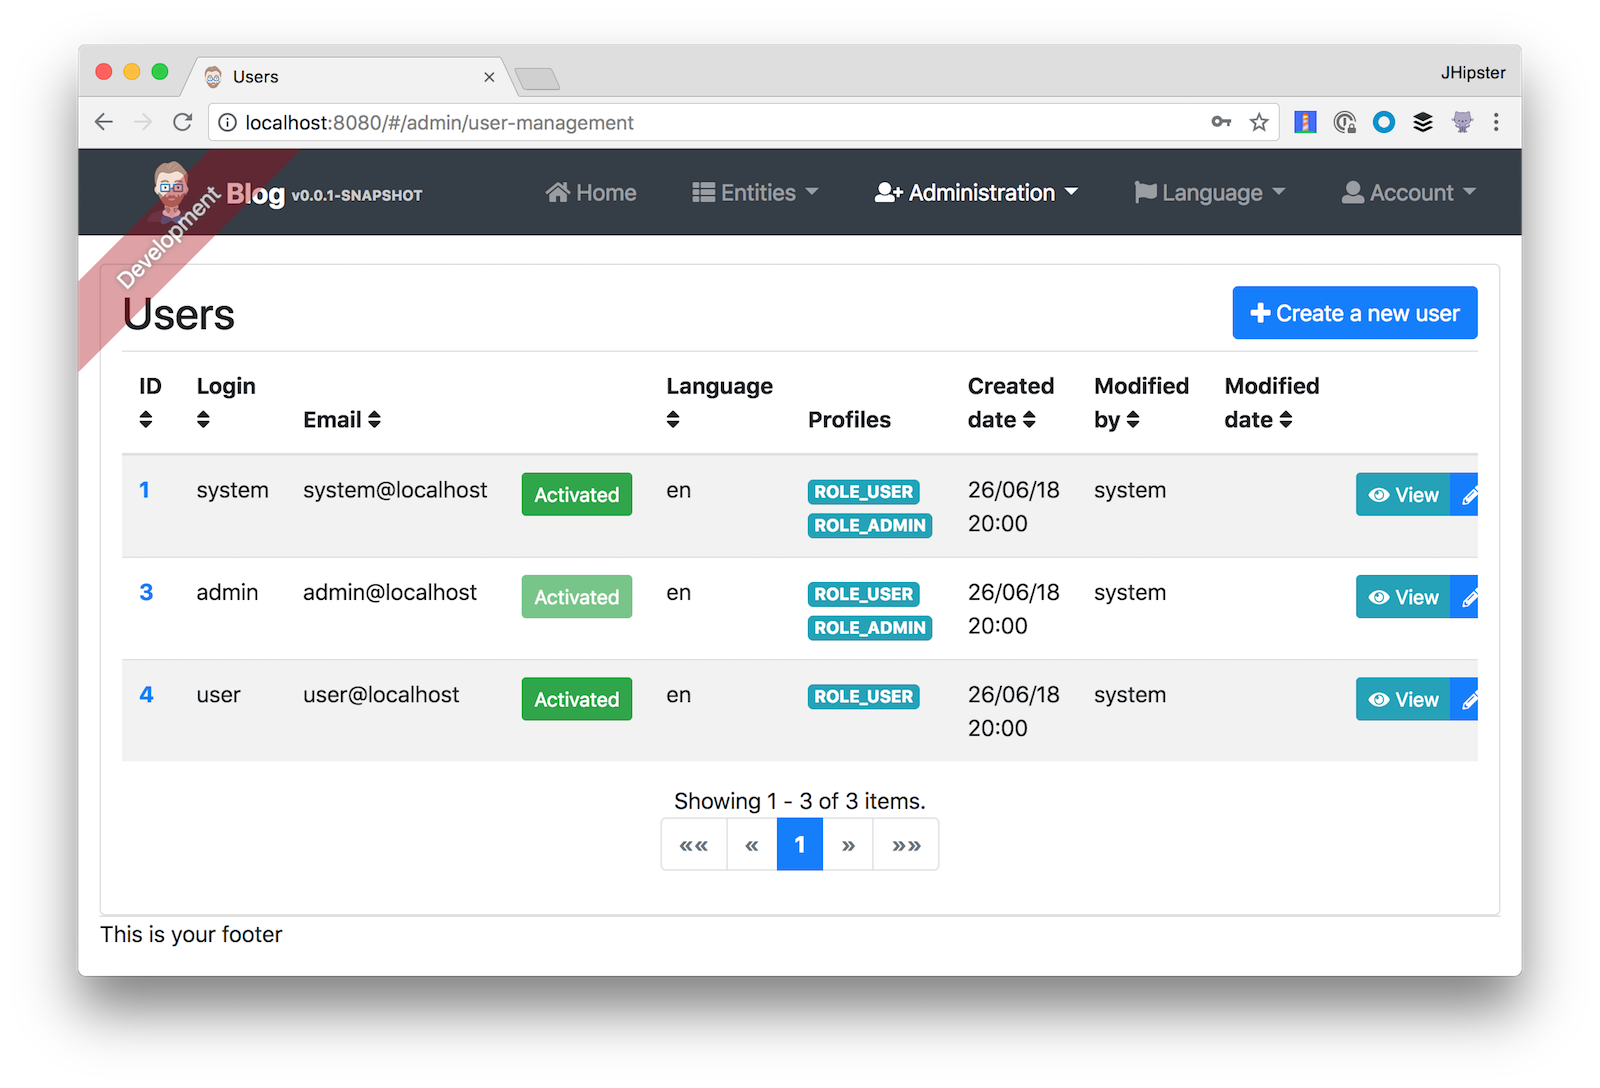 Users
JHipster
localhost:8080/#/admin/user-management
Development
Blog v0.0.1-SNAPSHOT
Home
Entities
Administration
Language
Account
Users
Create a new user
ID Login Email Language Profiles Created date Modified by Modified date
1 system system@localhost Activated en ROLE_USER 26/06/18 system View
ROLE_ADMIN 20:00
3 admin admin@localhost Activated en ROLE_USER 26/06/18 system View
ROLE_ADMIN 20:00
4 user user@localhost Activated en ROLE_USER 26/06/18 system View
20:00
Showing 1 - 3 of 3 items.
«« « 1 » »»
This is your footer